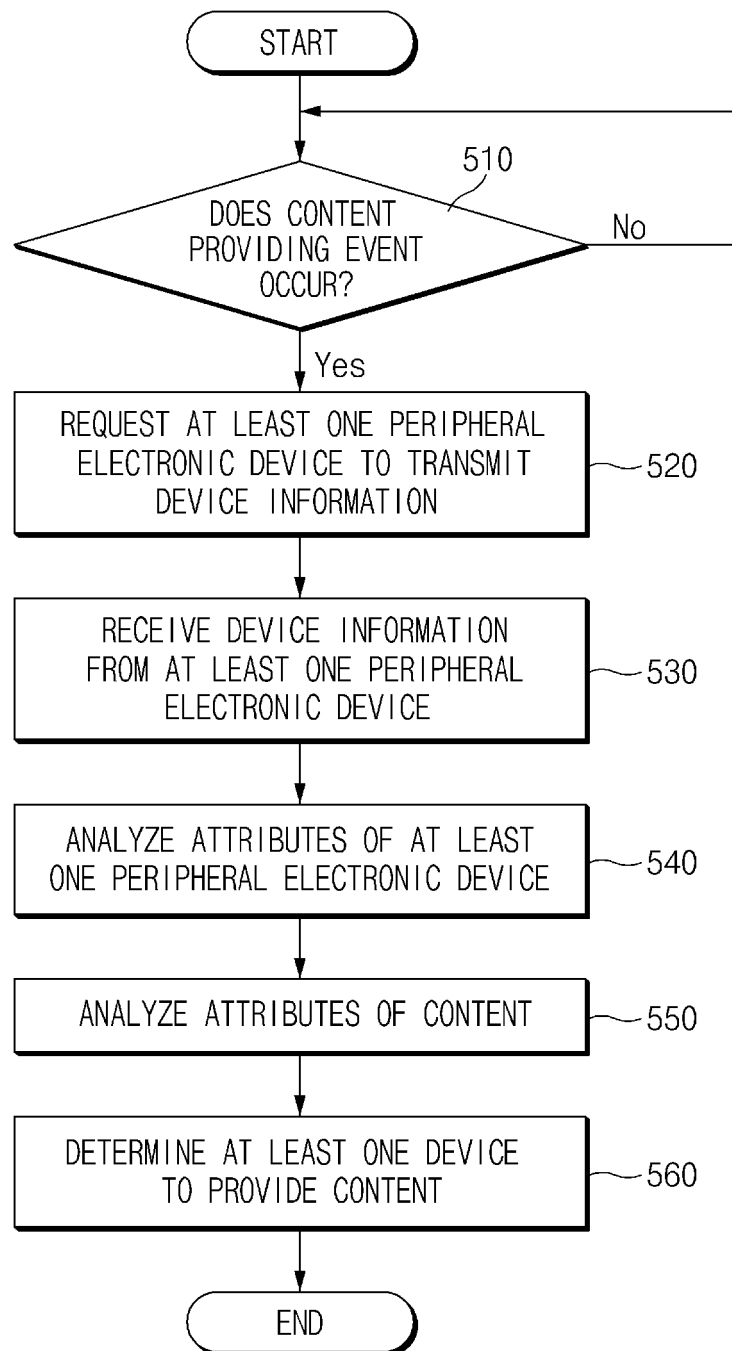 START
510
DOES CONTENT
PROVIDING EVENT
OCCUR?
No
Yes
REQUEST AT LEAST ONE PERIPHERAL
ELECTRONIC DEVICE TO TRANSMIT
DEVICE INFORMATION
520
RECEIVE DEVICE INFORMATION
FROM AT LEAST ONE PERIPHERAL
ELECTRONIC DEVICE
530
ANALYZE ATTRIBUTES OF AT LEAST
ONE PERIPHERAL ELECTRONIC DEVICE
540
ANALYZE ATTRIBUTES OF CONTENT
550
DETERMINE AT LEAST ONE DEVICE
TO PROVIDE CONTENT
560
END